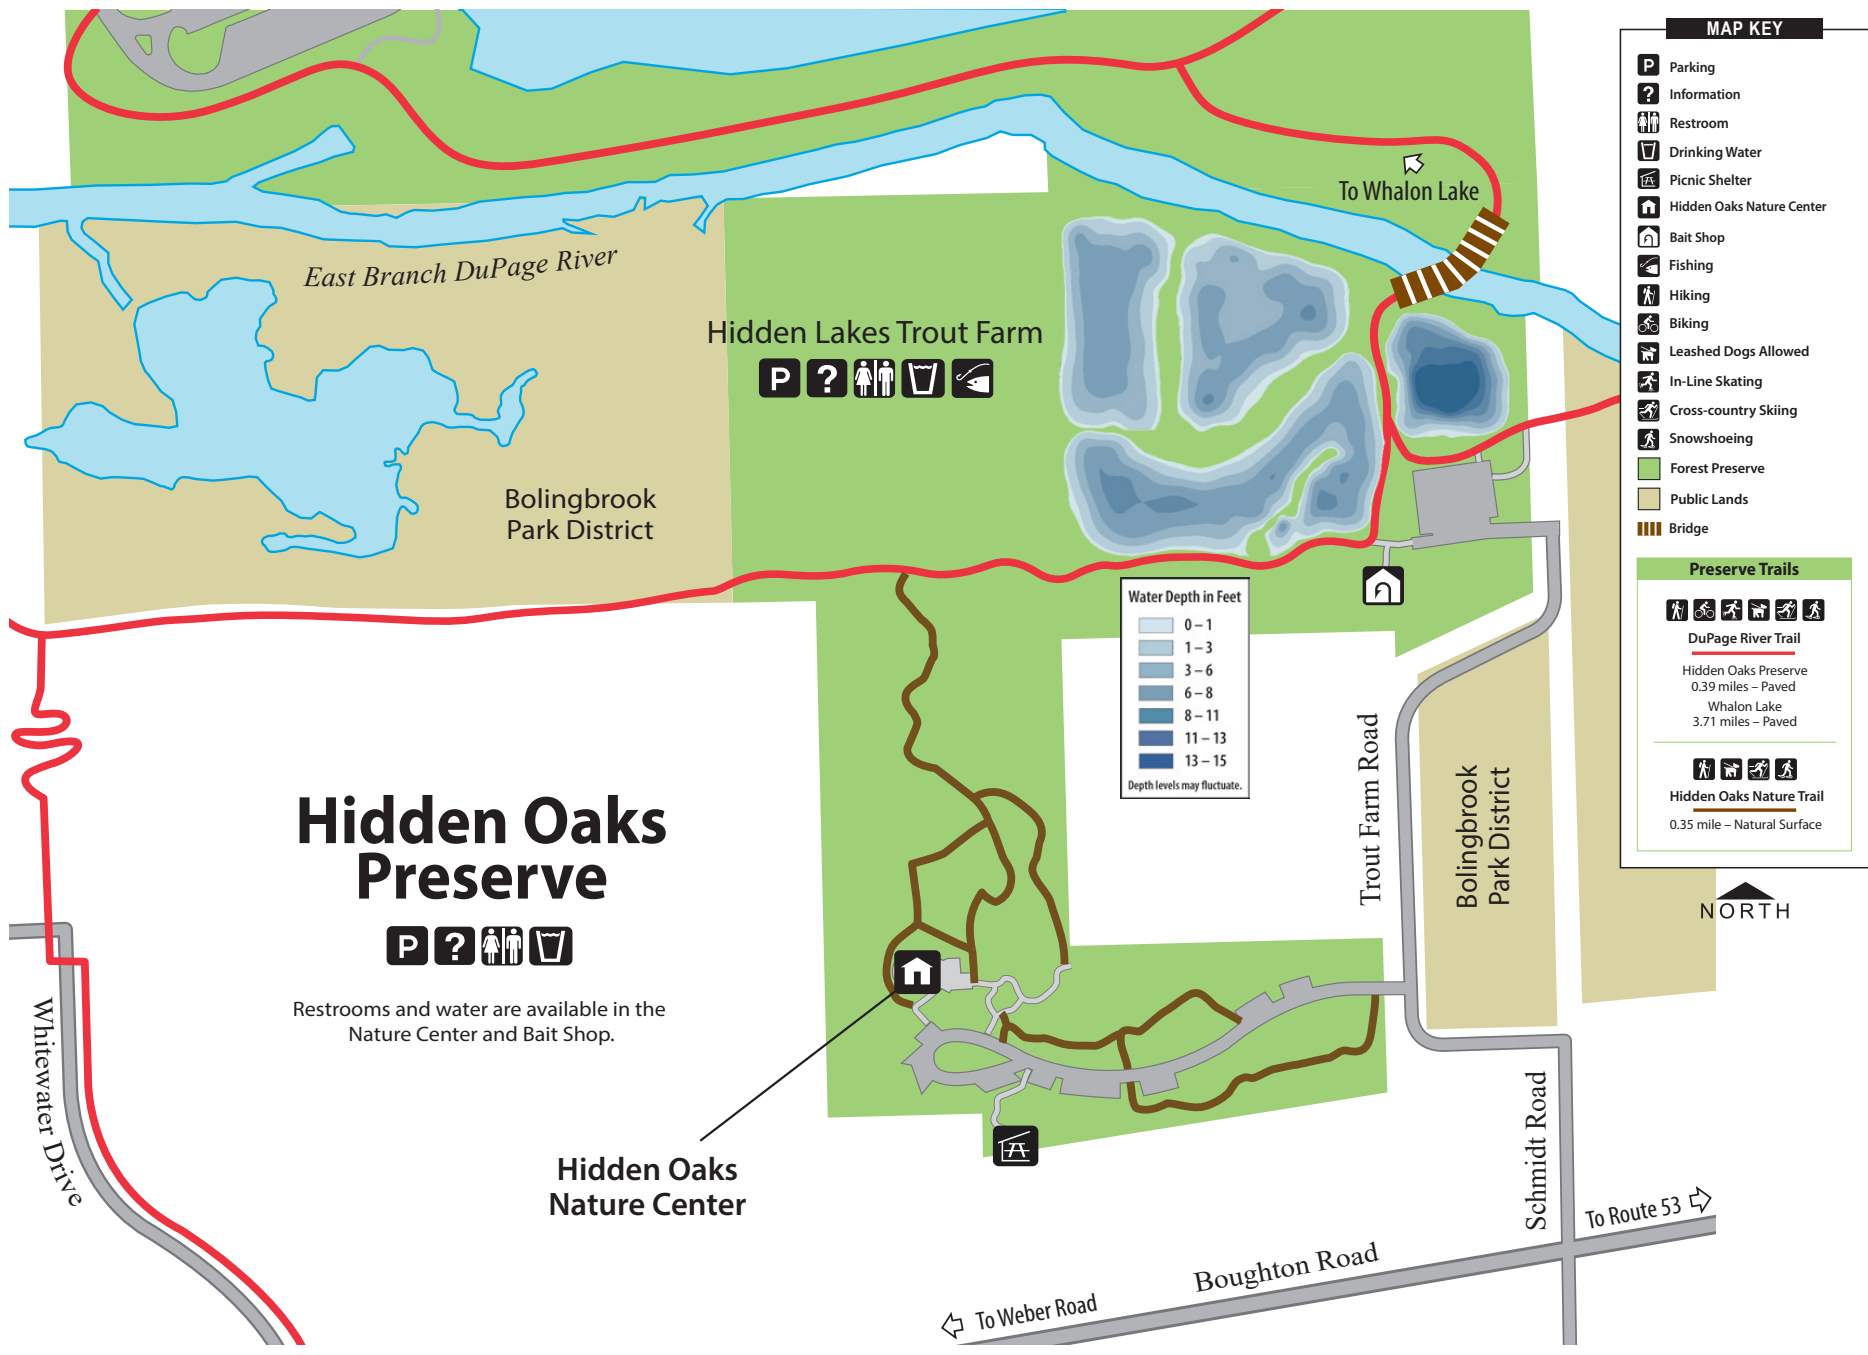 To Whalon Lake
East Branch DuPage River
Hidden Lakes Trout Farm
P ?
Bolingbrook
Park District
Water Depth in Feet
0 – 1
1 – 3
3 – 6
6 – 8
8 – 11
11 – 13
13 – 15
Depth levels may fluctuate.
Hidden Oaks
Preserve
P ?
Restrooms and water are available in the
Nature Center and Bait Shop.
Hidden Oaks
Nature Center
Whitewater Drive
Trout Farm Road
Bolingbrook
Park District
Schmidt Road
Boughton Road
To Weber Road
To Route 53
MAP KEY
P Parking
? Information
Restroom
Drinking Water
Picnic Shelter
Hidden Oaks Nature Center
Bait Shop
Fishing
Hiking
Biking
Leashed Dogs Allowed
In-Line Skating
Cross-country Skiing
Snowshoeing
Forest Preserve
Public Lands
Bridge
Preserve Trails
DuPage River Trail
Hidden Oaks Preserve
0.39 miles – Paved
Whalon Lake
3.71 miles – Paved
Hidden Oaks Nature Trail
0.35 mile – Natural Surface
NORTH